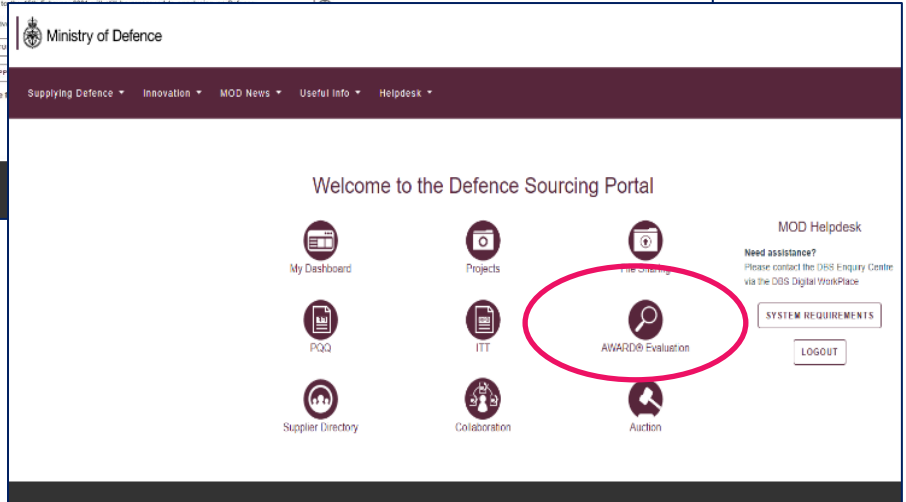 Ministry of Defence
Supplying Defence Innovation MOD News Useful Info Helpdesk
Welcome to the Defence Sourcing Portal
My Dashboard Projects File Sharing
PQQ ITT AWARD® Evaluation
Supplier Directory Collaboration Auction
MOD Helpdesk
Need assistance?
Please contact the DBS Enquiry Centre
via the DBS Digital WorkPlace
SYSTEM REQUIREMENTS
LOGOUT